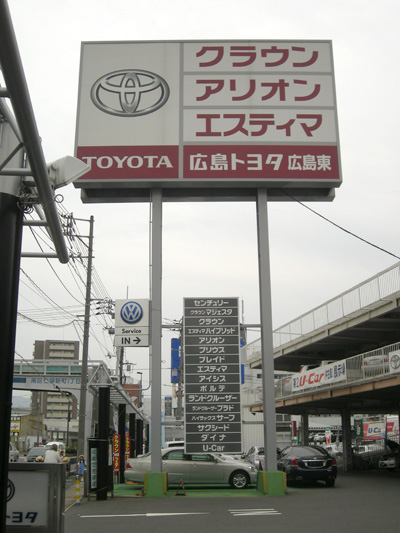 クラウン
アリオン
エスティマ
TOYOTA
広島トヨタ 広島東
センチュリー
クラウンマジェスタ
クラウン
エスティマハイブリッド
アリオン
プリウス
ブレイド
エスティマ
アイシス
ポルテ
ランドクルーザー
ランドクルーザープラド
ハイラックスサーフ
サクシード
ダイナ
U-Car
Service
IN →
U-Car
トヨタ